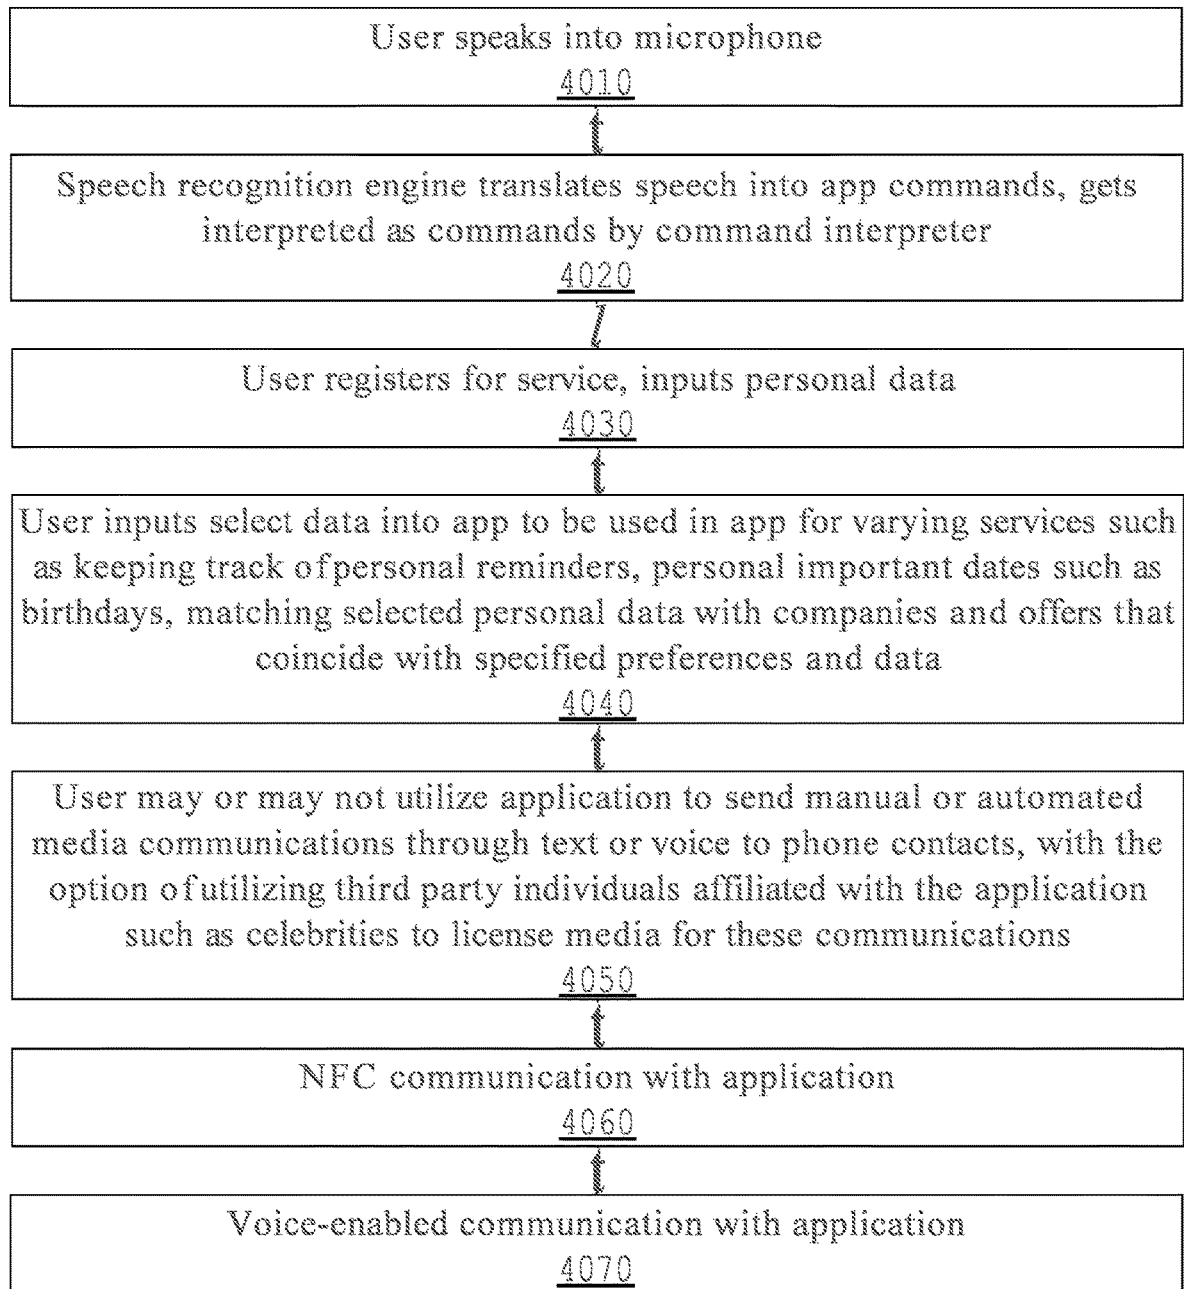 User speaks into microphone
4010
Speech recognition engine translates speech into app commands, gets
interpreted as commands by command interpreter
4020
User registers for service, inputs personal data
4030
User inputs select data into app to be used in app for varying services such
as keeping track of personal reminders, personal important dates such as
birthdays, matching selected personal data with companies and offers that
coincide with specified preferences and data
4040
User may or may not utilize application to send manual or automated
media communications through text or voice to phone contacts, with the
option of utilizing third party individuals affiliated with the application
such as celebrities to license media for these communications
4050
NFC communication with application
4060
Voice-enabled communication with application
4070